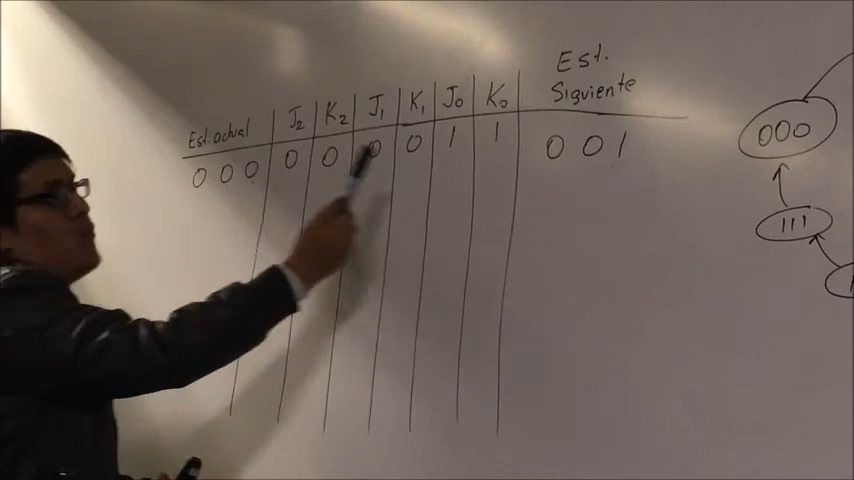 Est. actual J₂ K₂ J₁ K₁ J₀ K₀ Est. Siguiente
0 0 0 0 0 0 0 1 1 0 0 1
000
111